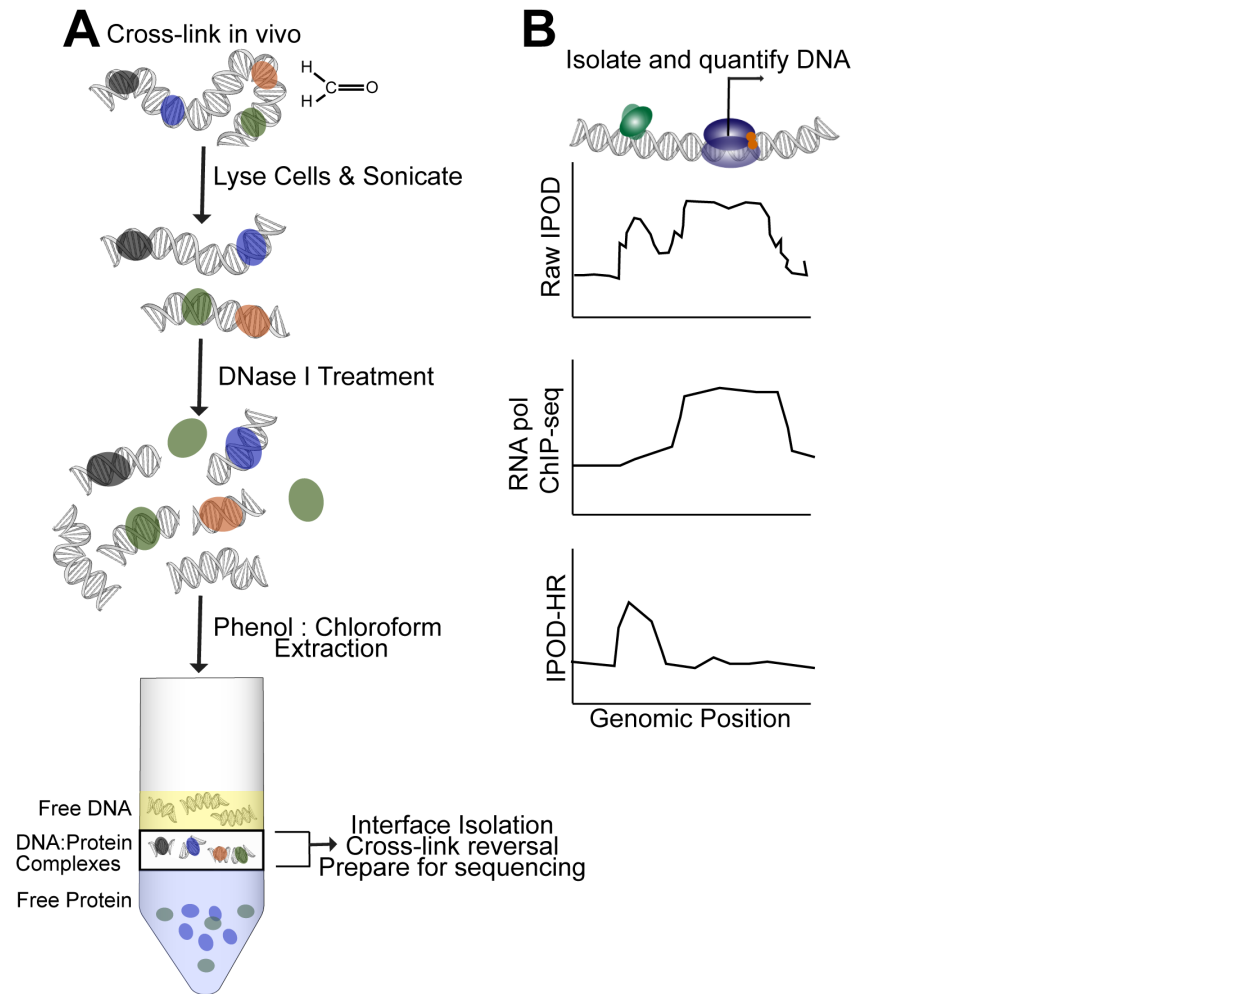 A
Cross-link in vivo
H
C
O
H
Lyse Cells & Sonicate
DNase I Treatment
Phenol : Chloroform
Extraction
Free DNA
DNA:Protein
Complexes
Free Protein
Interface Isolation
Cross-link reversal
Prepare for sequencing
B
Isolate and quantify DNA
Raw IPOD
RNA pol
ChIP-seq
IPOD-HR
Genomic Position